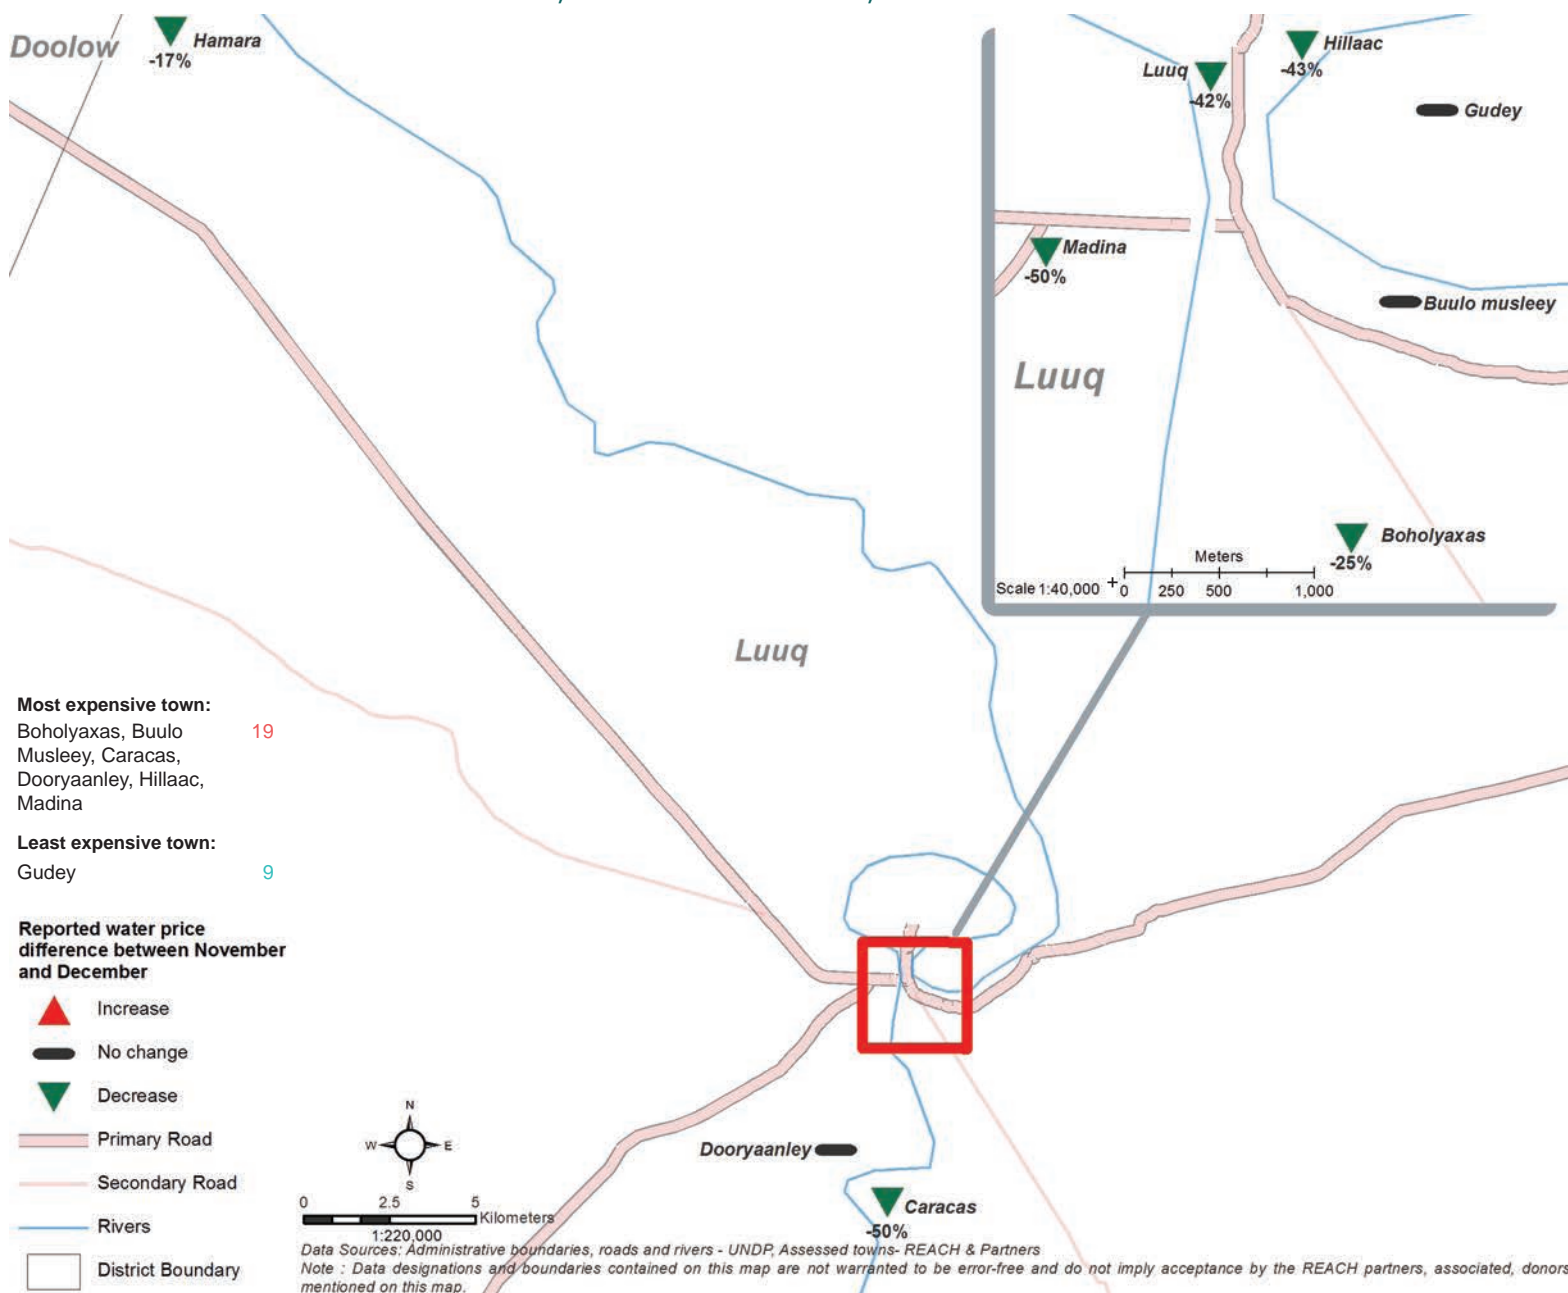 Doolow
Hamara
-17%
Luuq
-42%
Hillaac
-43%
Gudey
Madina
-50%
Buulo musleey
Luuq
Boholyaxas
-25%
Meters
Scale 1:40,000
0 250 500 1,000
Luuq
Most expensive town:
Boholyaxas, Buulo 19
Musleey, Caracas,
Dooryaanley, Hillaac,
Madina
Least expensive town:
Gudey 9
Reported water price
difference between November
and December
Increase
No change
Decrease
Primary Road
Secondary Road
Rivers
District Boundary
N
W E
S
0 2.5 5
Kilometers
1:220,000
Dooryaanley
Caracas
-50%
Data Sources: Administrative boundaries, roads and rivers - UNDP, Assessed towns- REACH & Partners
Note : Data designations and boundaries contained on this map are not warranted to be error-free and do not imply acceptance by the REACH partners, associated, donors
mentioned on this map.